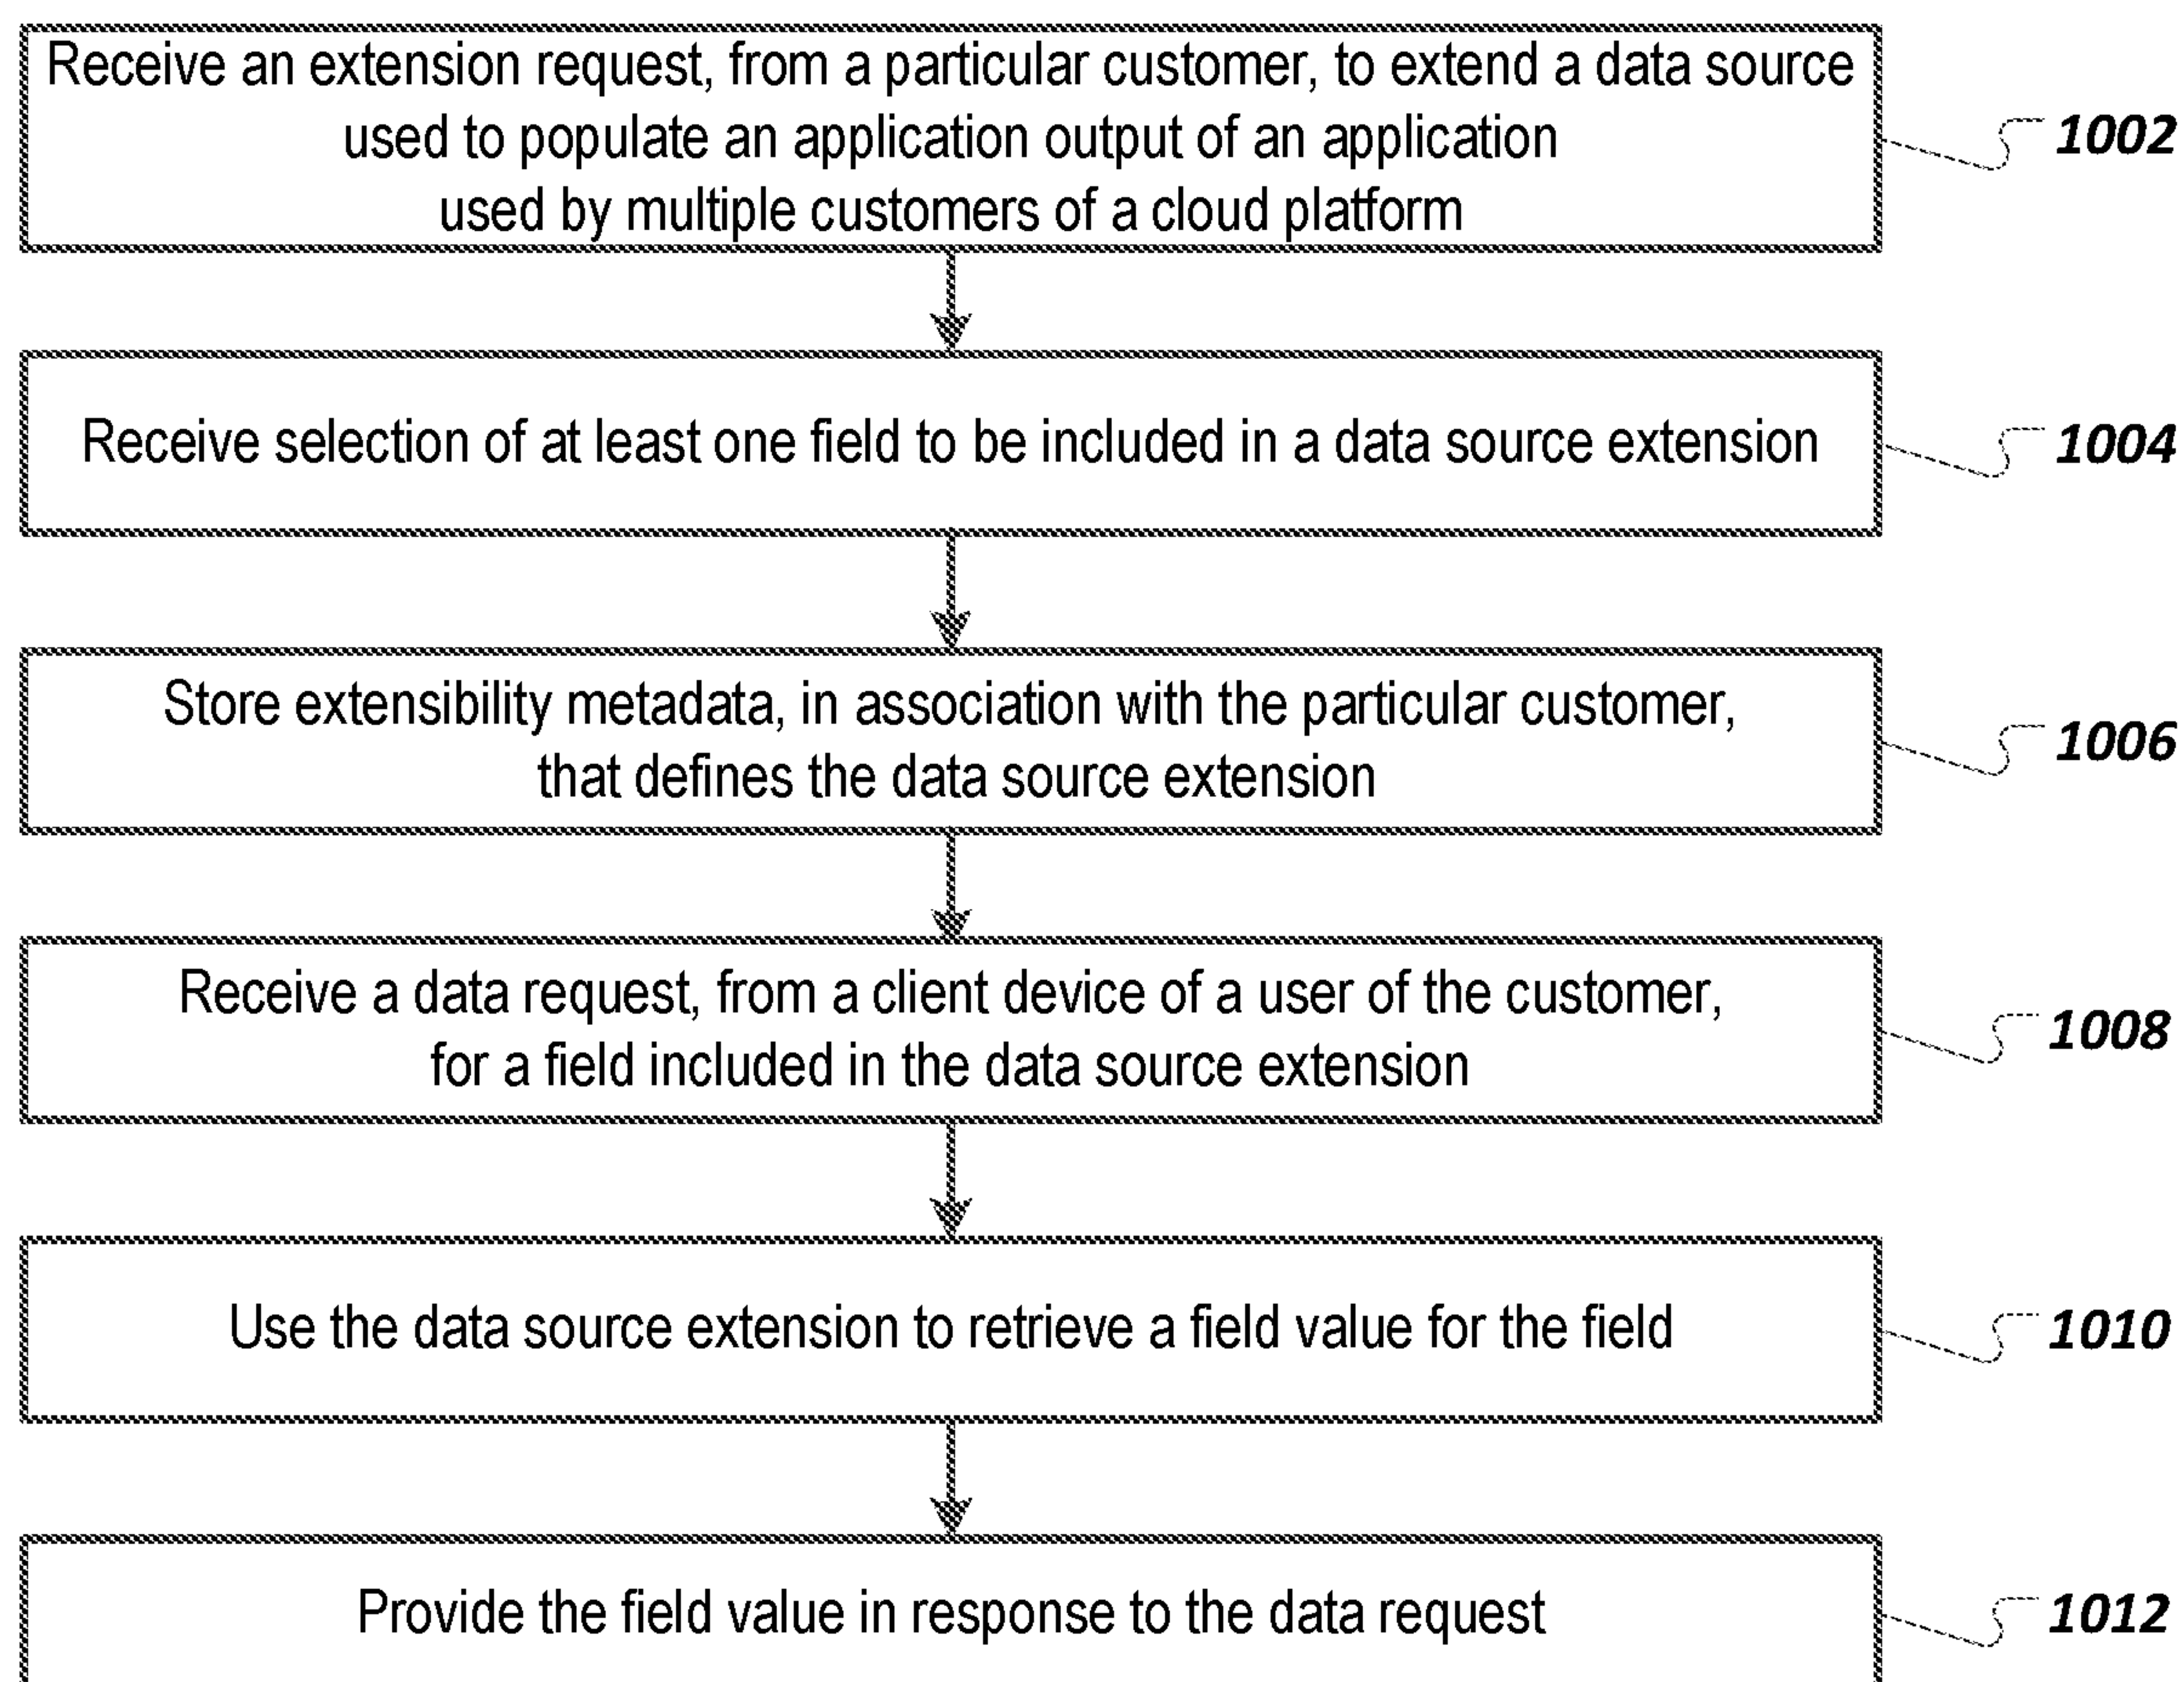 Receive an extension request, from a particular customer, to extend a data source
used to populate an application output of an application
used by multiple customers of a cloud platform
1002
Receive selection of at least one field to be included in a data source extension
1004
Store extensibility metadata, in association with the particular customer,
that defines the data source extension
1006
Receive a data request, from a client device of a user of the customer,
for a field included in the data source extension
1008
Use the data source extension to retrieve a field value for the field
1010
Provide the field value in response to the data request
1012